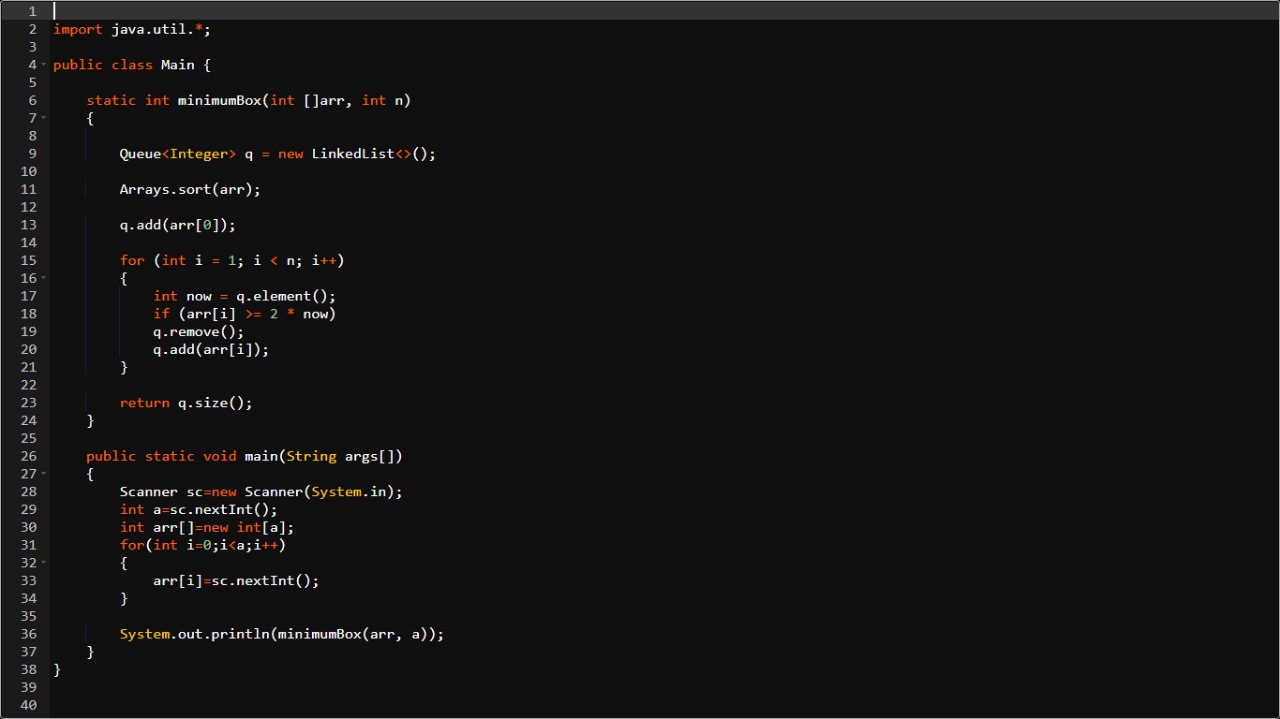 1
2 import java.util.*;
3
4 public class Main {
5
6     static int minimumBox(int []arr, int n)
7     {
8
9         Queue<Integer> q = new LinkedList<>();
10
11         Arrays.sort(arr);
12
13         q.add(arr[0]);
14
15         for (int i = 1; i < n; i++)
16         {
17             int now = q.element();
18             if (arr[i] >= 2 * now)
19             q.remove();
20             q.add(arr[i]);
21         }
22
23         return q.size();
24     }
25
26     public static void main(String args[])
27     {
28         Scanner sc=new Scanner(System.in);
29         int a=sc.nextInt();
30         int arr[]=new int[a];
31         for(int i=0;i<a;i++)
32         {
33             arr[i]=sc.nextInt();
34         }
35
36         System.out.println(minimumBox(arr, a));
37     }
38 }
39
40